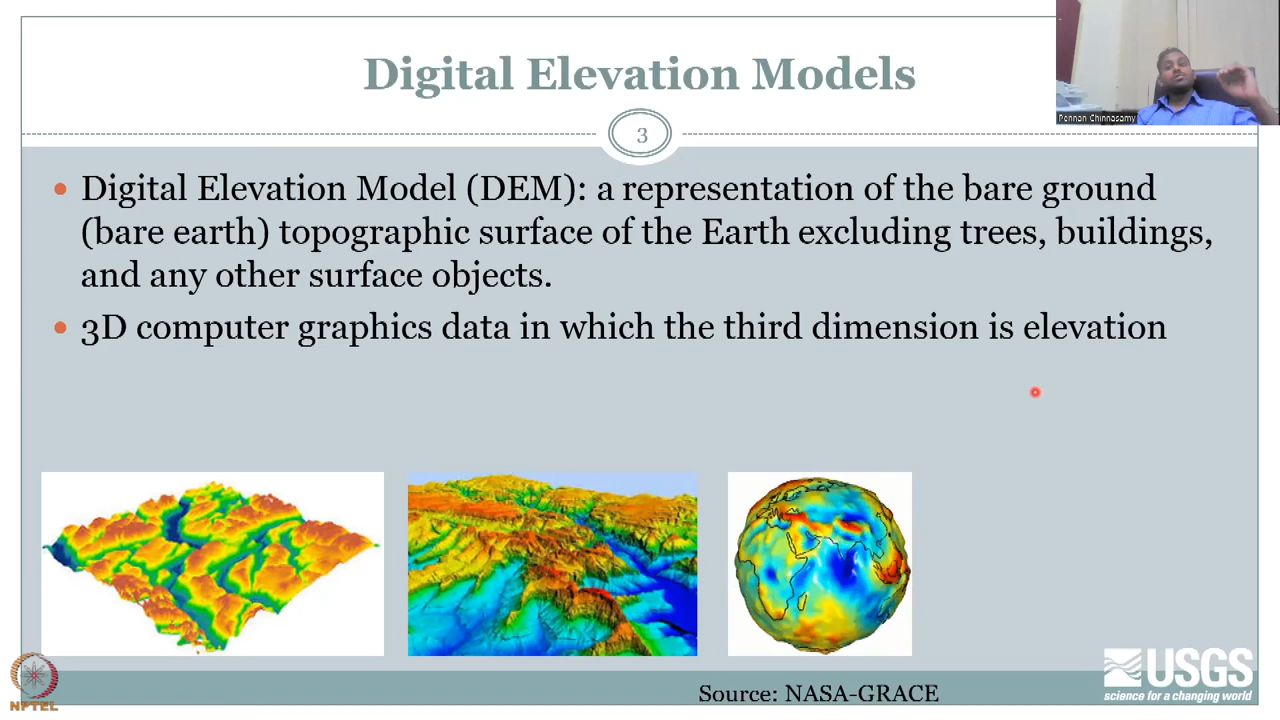 Digital Elevation Models
Pennan Chinnasamy
3
• Digital Elevation Model (DEM): a representation of the bare ground
(bare earth) topographic surface of the Earth excluding trees, buildings,
and any other surface objects.
• 3D computer graphics data in which the third dimension is elevation
USGS
science for a changing world
Source: NASA-GRACE
NPTEL